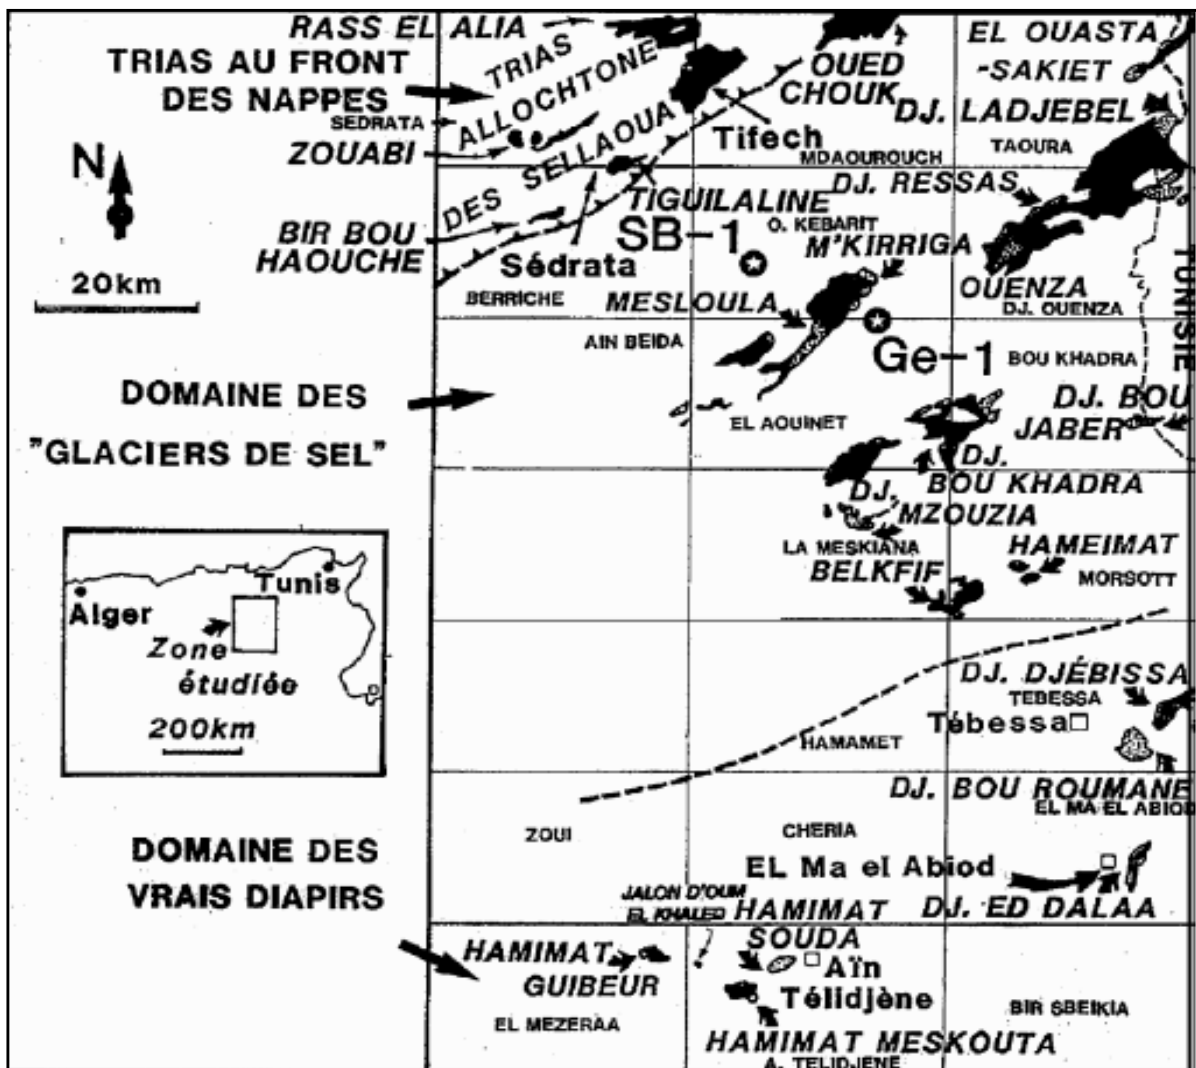 RASS EL ALIA
EL OUASTA
-SAKIET
TRIAS AU FRONT
DES NAPPES
TRIAS
ALLOCHTONE
DES SELLAOUA
OUED
CHOUK
DJ. LADJEBEL
SEDRATA
ZOUABI
Tifech
MDAOUROUCH
TAOURA
N
TIGUILALINE
DJ. RESSAS
BIR BOU
HAOUCHE
SB-1
O. KEBARIT
M'KIRRIGA
Sédrata
20km
BERRICHE
MESLOULA
OUENZA
DJ. OUENZA
TUNISIE
AIN BEIDA
Ge-1
BOU KHADRA
DOMAINE DES
"GLACIERS DE SEL"
EL AOUINET
DJ. BOU
JABER
DJ.
BOU KHADRA
DJ.
MZOUZIA
LA MESKIANA
HAMEIMAT
BELKFIF
MORSOTT
Tunis
Alger
Zone
étudiée
200km
DJ. DJÉBISSA
TEBESSA
Tébessa
HAMAMET
DJ. BOU ROUMANE
EL MA EL ABIOD
DOMAINE DES
VRAIS DIAPIRS
ZOUI
CHERIA
EL Ma el Abiod
JALON D'OUM
EL KHALED
HAMIMAT
SOUDA
DJ. ED DALAA
HAMIMAT
GUIBEUR
Aïn
Télidjène
EL MEZERAA
BIR SBEIKIA
HAMIMAT MESKOUTA
A. TELIDJENE